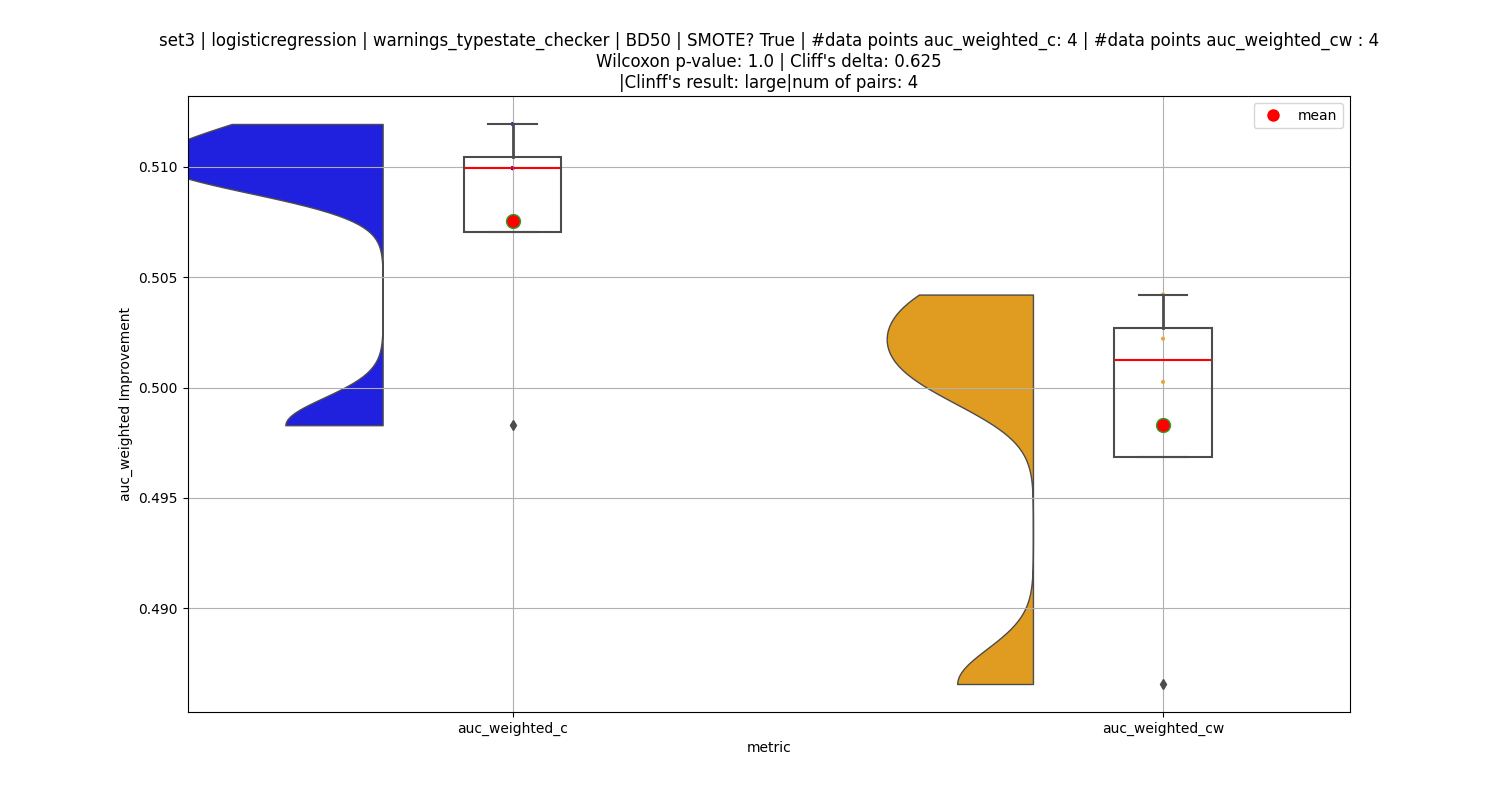 set3 | logisticregression | warnings_typestate_checker | BD50 | SMOTE? True | #data points auc_weighted_c: 4 | #data points auc_weighted_cw : 4
Wilcoxon p-value: 1.0 | Cliff's delta: 0.625
|Clinff's result: large|num of pairs: 4
mean
0.510
0.505
0.500
0.495
0.490
auc_weighted Improvement
auc_weighted_c
auc_weighted_cw
metric